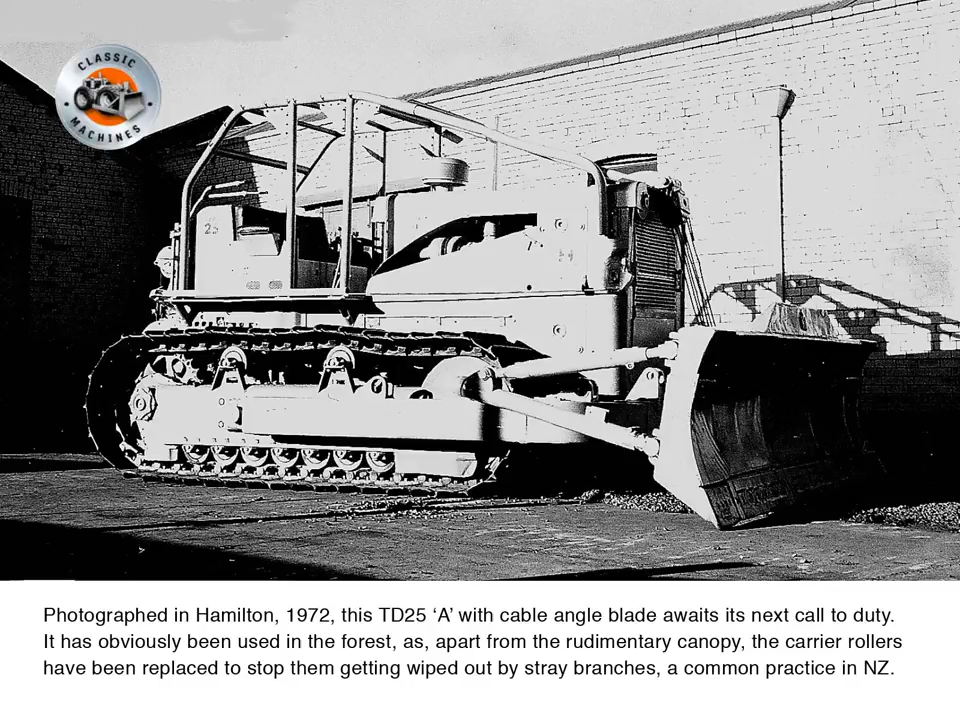 CLASSIC
MACHINES
25
Photographed in Hamilton, 1972, this TD25 ‘A’ with cable angle blade awaits its next call to duty.
It has obviously been used in the forest, as, apart from the rudimentary canopy, the carrier rollers
have been replaced to stop them getting wiped out by stray branches, a common practice in NZ.